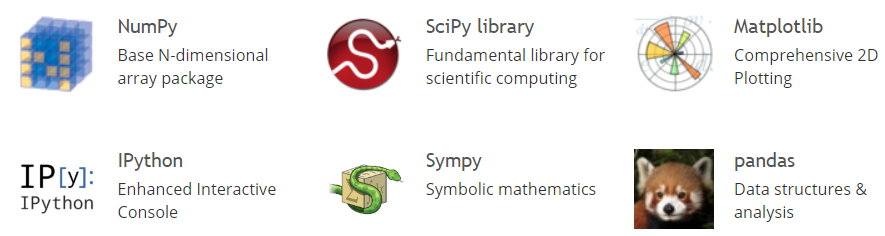 NumPy
Base N-dimensional
array package
SciPy library
Fundamental library for
scientific computing
Matplotlib
Comprehensive 2D
Plotting
IP[y]:
IPython
IPython
Enhanced Interactive
Console
Sympy
Symbolic mathematics
pandas
Data structures &
analysis